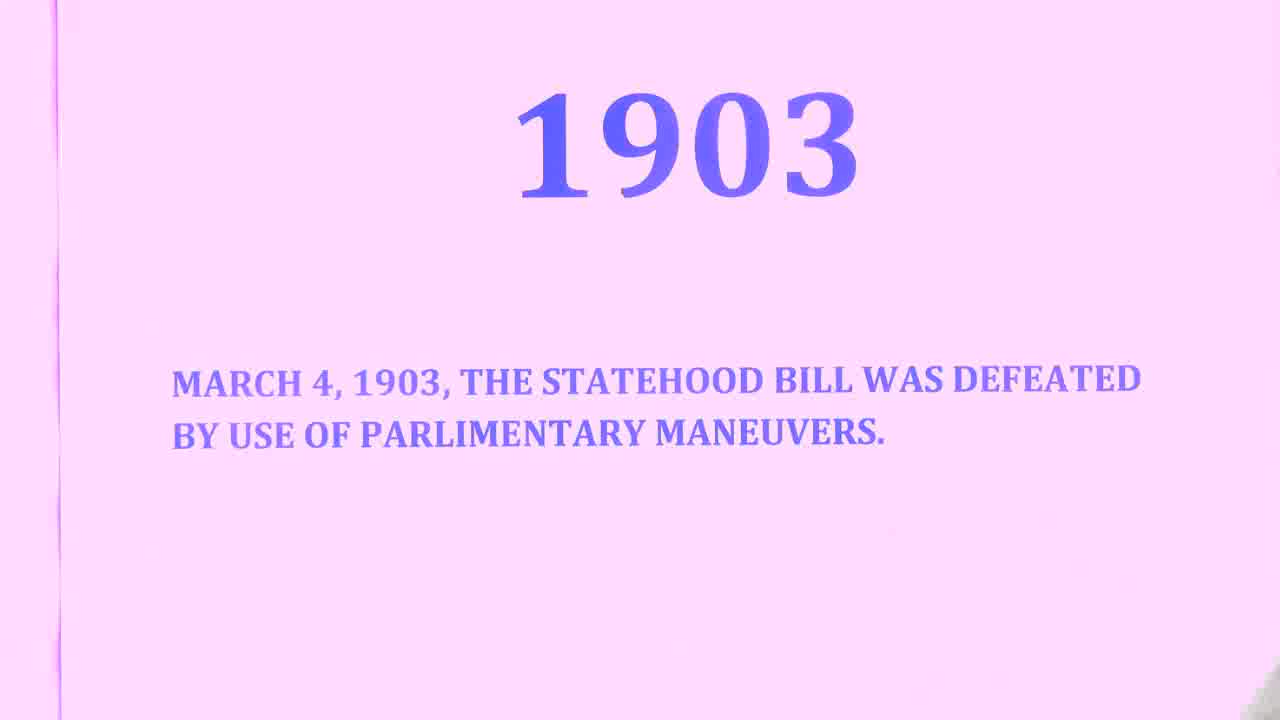 1903
MARCH 4, 1903, THE STATEHOOD BILL WAS DEFEATED
BY USE OF PARLIMENTARY MANEUVERS.